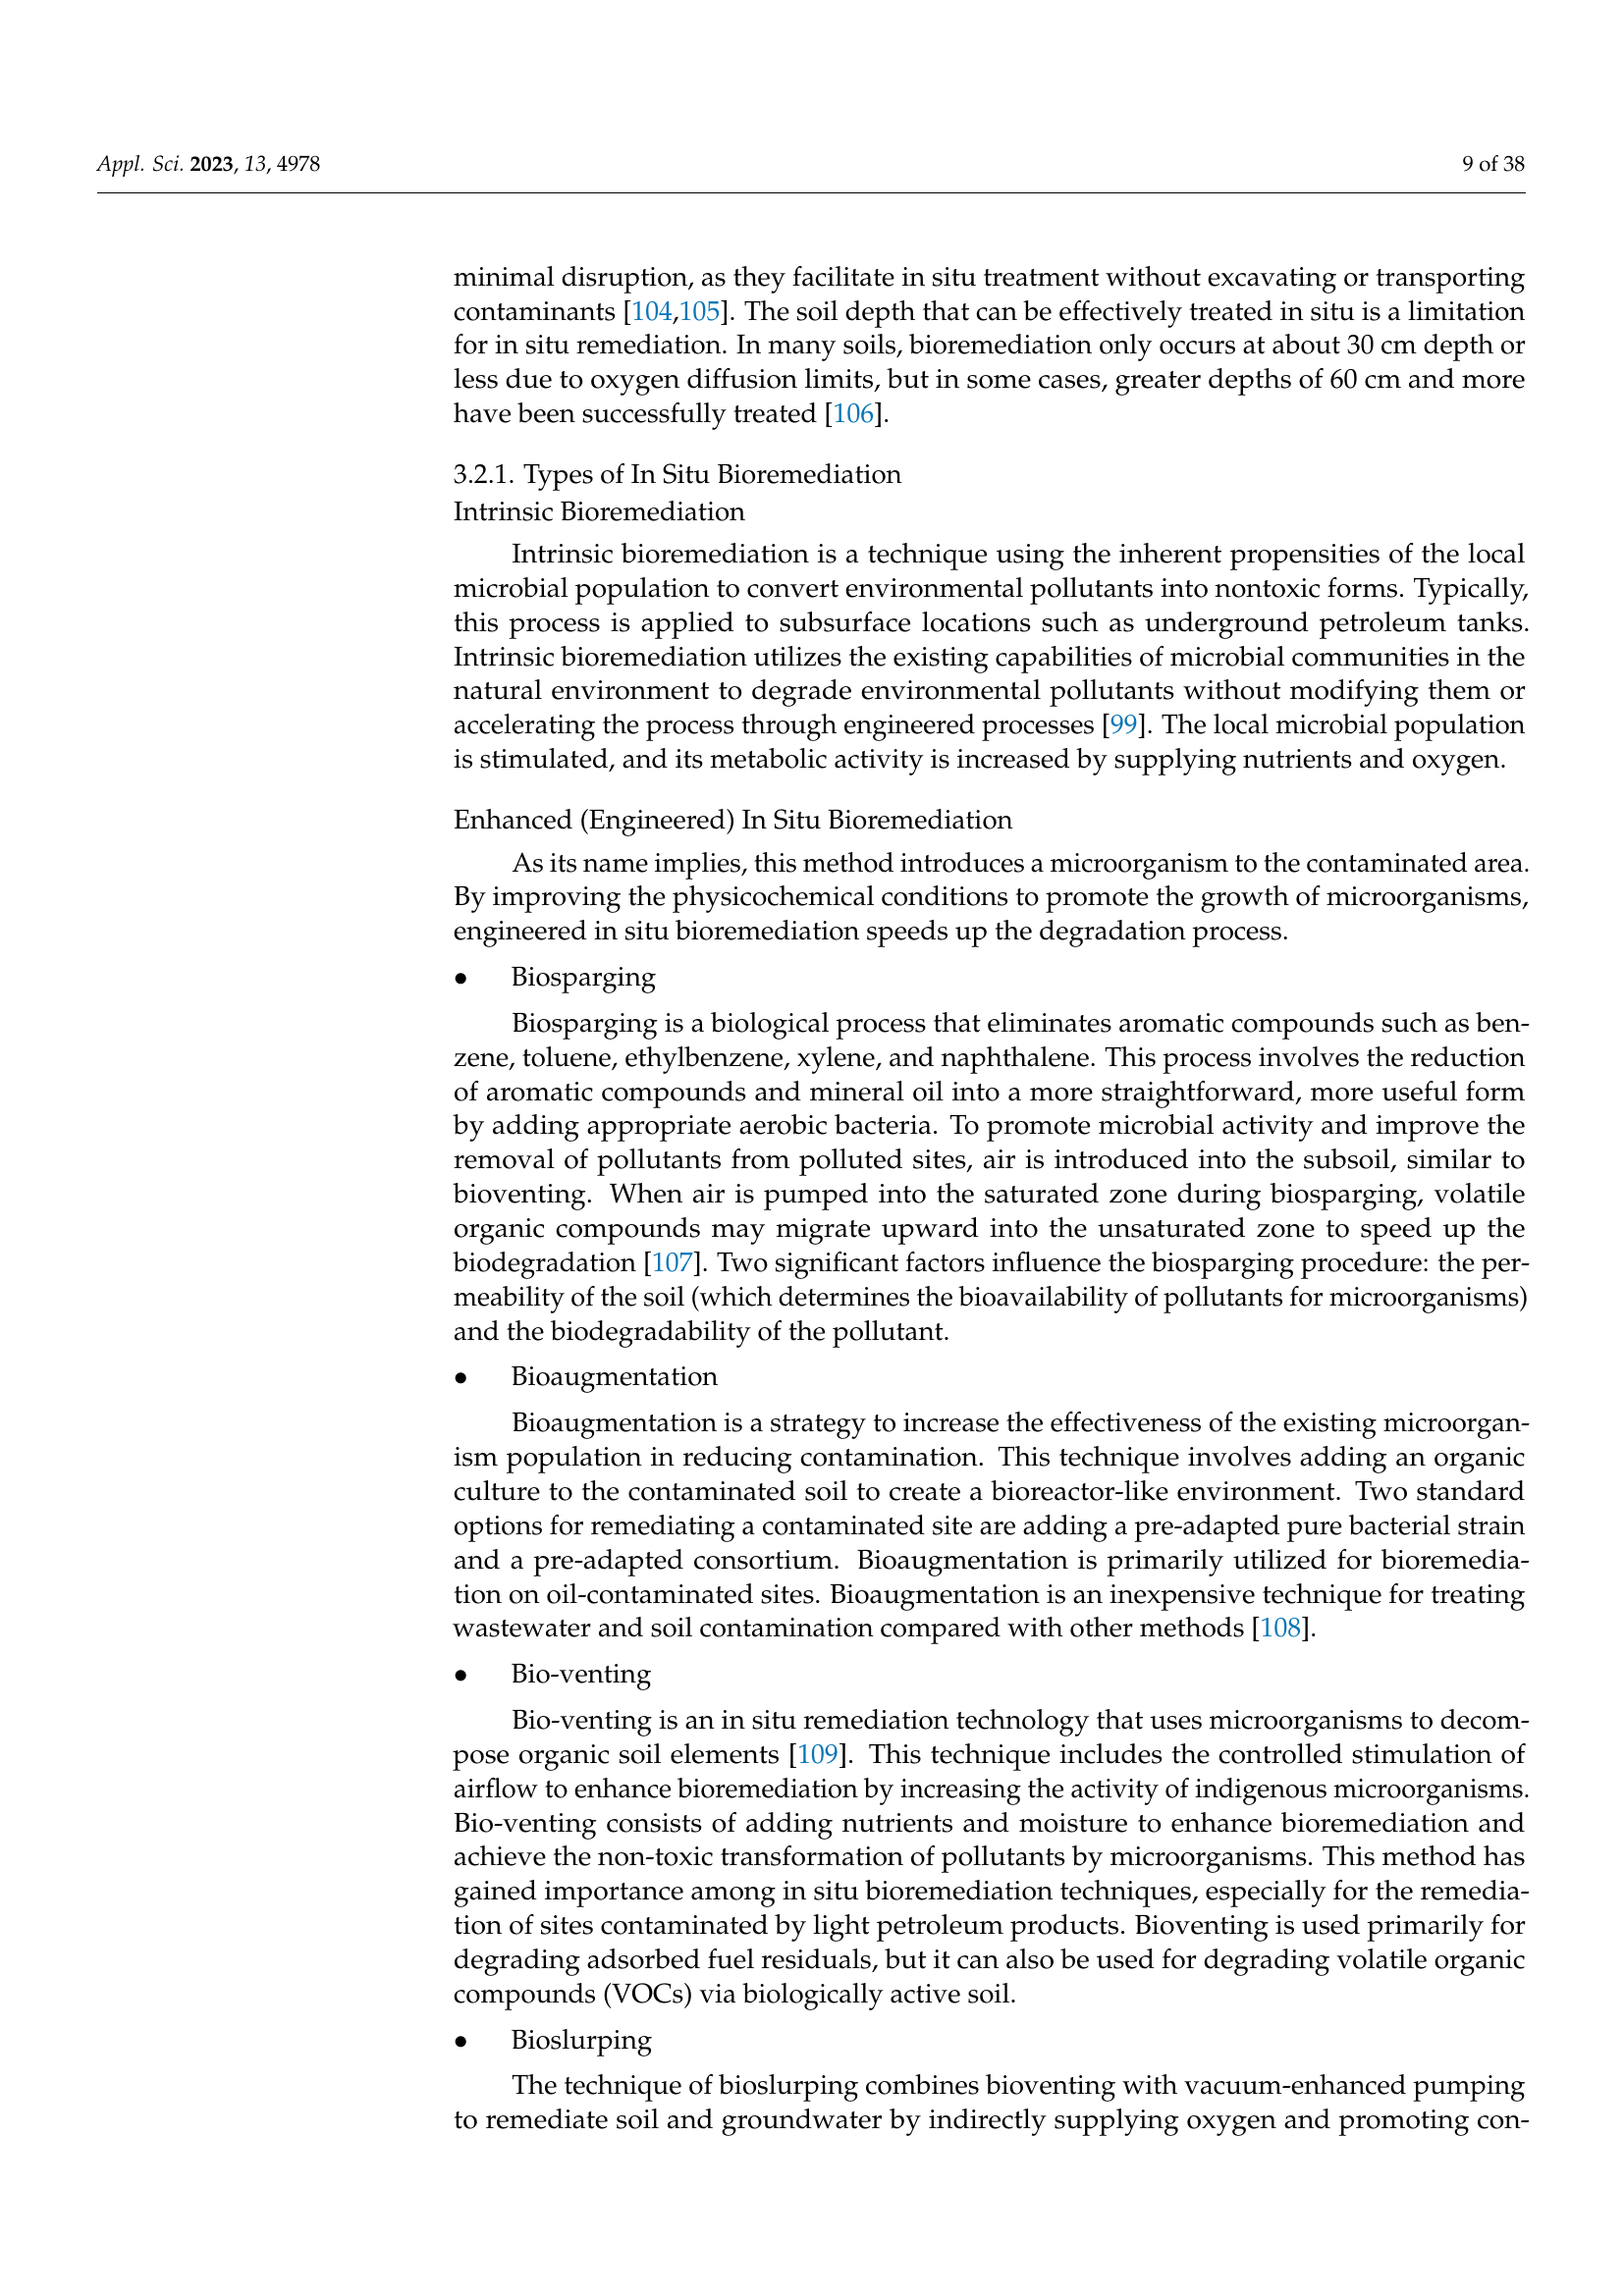 Appl. Sci. 2023, 13, 4978
9 of 38
minimal disruption, as they facilitate in situ treatment without excavating or transporting
contaminants [104,105]. The soil depth that can be effectively treated in situ is a limitation
for in situ remediation. In many soils, bioremediation only occurs at about 30 cm depth or
less due to oxygen diffusion limits, but in some cases, greater depths of 60 cm and more
have been successfully treated [106].
3.2.1. Types of In Situ Bioremediation
Intrinsic Bioremediation
Intrinsic bioremediation is a technique using the inherent propensities of the local
microbial population to convert environmental pollutants into nontoxic forms. Typically,
this process is applied to subsurface locations such as underground petroleum tanks.
Intrinsic bioremediation utilizes the existing capabilities of microbial communities in the
natural environment to degrade environmental pollutants without modifying them or
accelerating the process through engineered processes [99]. The local microbial population
is stimulated, and its metabolic activity is increased by supplying nutrients and oxygen.
Enhanced (Engineered) In Situ Bioremediation
As its name implies, this method introduces a microorganism to the contaminated area.
By improving the physicochemical conditions to promote the growth of microorganisms,
engineered in situ bioremediation speeds up the degradation process.
• Biosparging
Biosparging is a biological process that eliminates aromatic compounds such as ben-
zene, toluene, ethylbenzene, xylene, and naphthalene. This process involves the reduction
of aromatic compounds and mineral oil into a more straightforward, more useful form
by adding appropriate aerobic bacteria. To promote microbial activity and improve the
removal of pollutants from polluted sites, air is introduced into the subsoil, similar to
bioventing. When air is pumped into the saturated zone during biosparging, volatile
organic compounds may migrate upward into the unsaturated zone to speed up the
biodegradation [107]. Two significant factors influence the biosparging procedure: the per-
meability of the soil (which determines the bioavailability of pollutants for microorganisms)
and the biodegradability of the pollutant.
• Bioaugmentation
Bioaugmentation is a strategy to increase the effectiveness of the existing microorgan-
ism population in reducing contamination. This technique involves adding an organic
culture to the contaminated soil to create a bioreactor-like environment. Two standard
options for remediating a contaminated site are adding a pre-adapted pure bacterial strain
and a pre-adapted consortium. Bioaugmentation is primarily utilized for bioremedia-
tion on oil-contaminated sites. Bioaugmentation is an inexpensive technique for treating
wastewater and soil contamination compared with other methods [108].
• Bio-venting
Bio-venting is an in situ remediation technology that uses microorganisms to decom-
pose organic soil elements [109]. This technique includes the controlled stimulation of
airflow to enhance bioremediation by increasing the activity of indigenous microorganisms.
Bio-venting consists of adding nutrients and moisture to enhance bioremediation and
achieve the non-toxic transformation of pollutants by microorganisms. This method has
gained importance among in situ bioremediation techniques, especially for the remedia-
tion of sites contaminated by light petroleum products. Bioventing is used primarily for
degrading adsorbed fuel residuals, but it can also be used for degrading volatile organic
compounds (VOCs) via biologically active soil.
• Bioslurping
The technique of bioslurping combines bioventing with vacuum-enhanced pumping
to remediate soil and groundwater by indirectly supplying oxygen and promoting con-